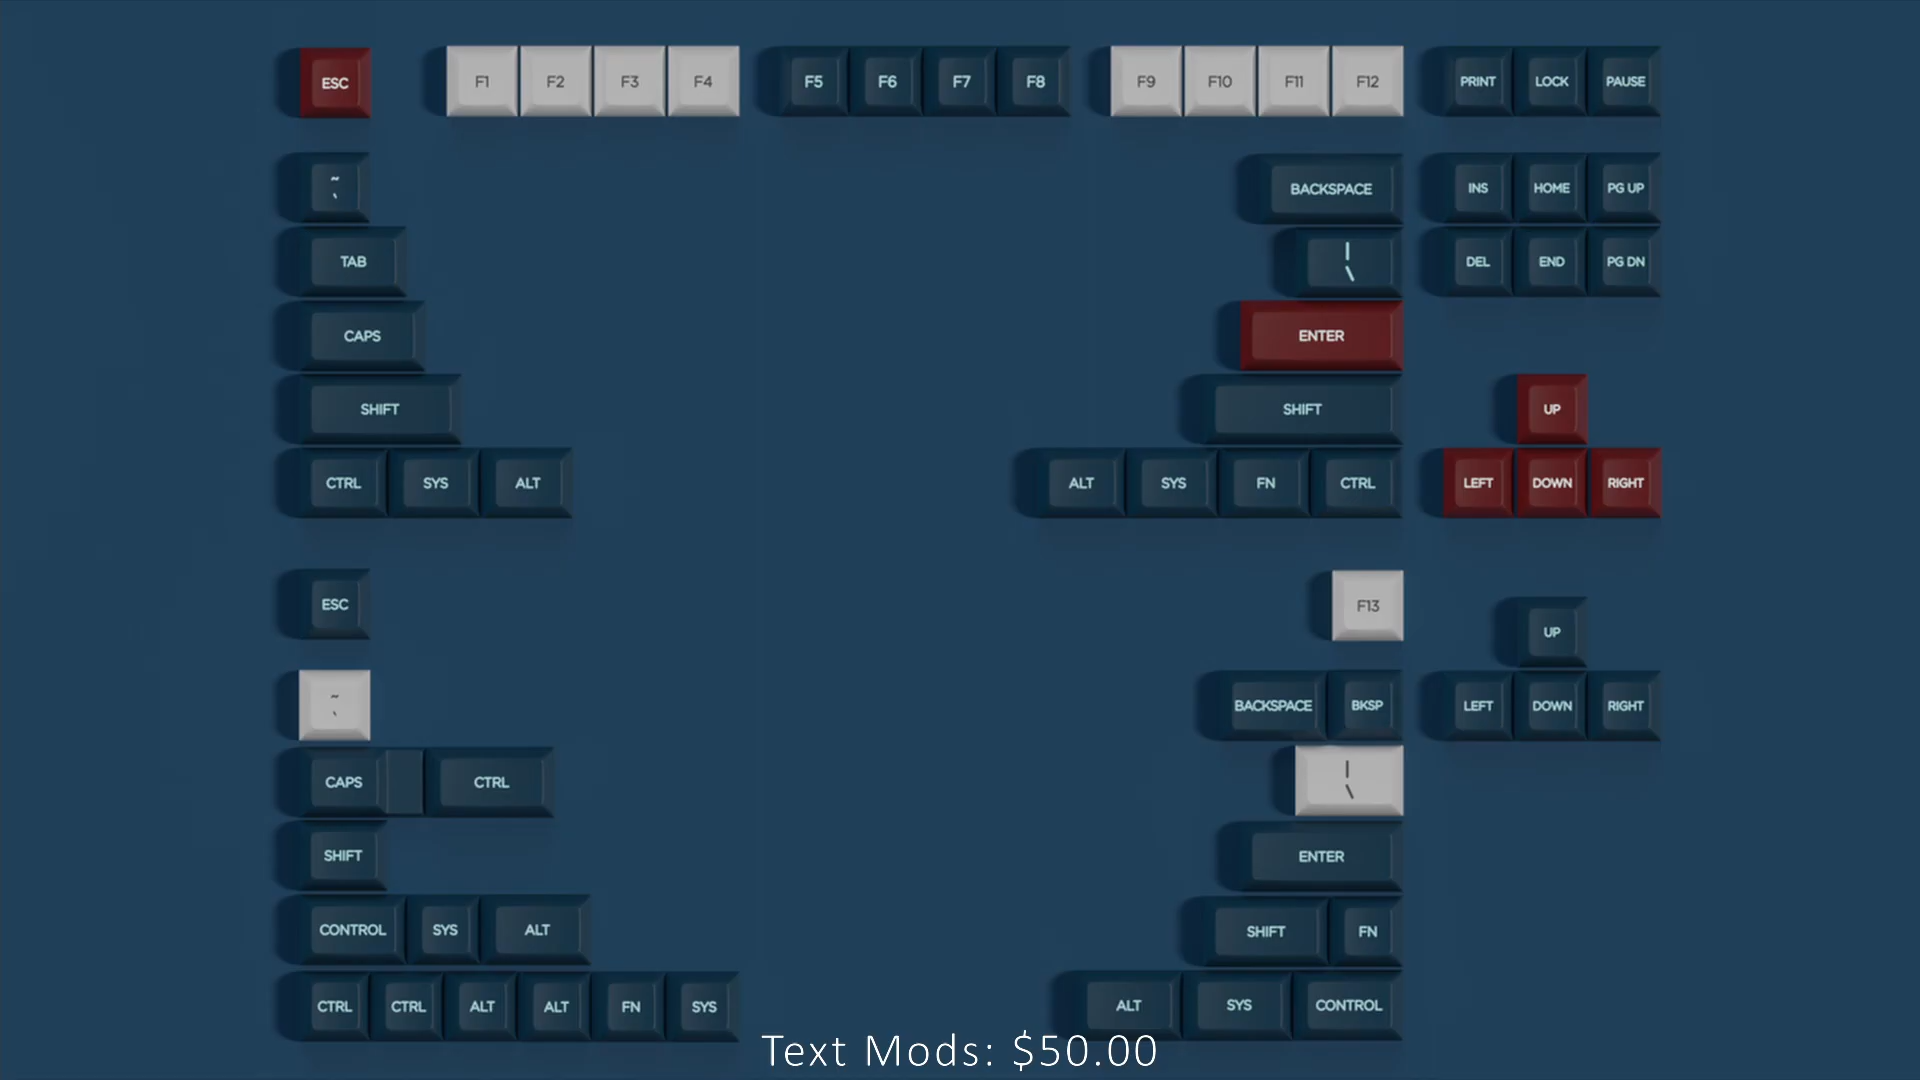 ESC F1 F2 F3 F4 F5 F6 F7 F8 F9 F10 F11 F12 PRINT LOCK PAUSE
~ BACKSPACE INS HOME PG UP
`
TAB | DEL END PG DN
\
CAPS ENTER
SHIFT SHIFT UP
CTRL SYS ALT ALT SYS FN CTRL LEFT DOWN RIGHT
ESC F13 UP
~ BACKSPACE BKSP LEFT DOWN RIGHT
`
CAPS CTRL |
\
SHIFT ENTER
CONTROL SYS ALT SHIFT FN
CTRL CTRL ALT ALT FN SYS ALT SYS CONTROL
Text Mods: $50.00